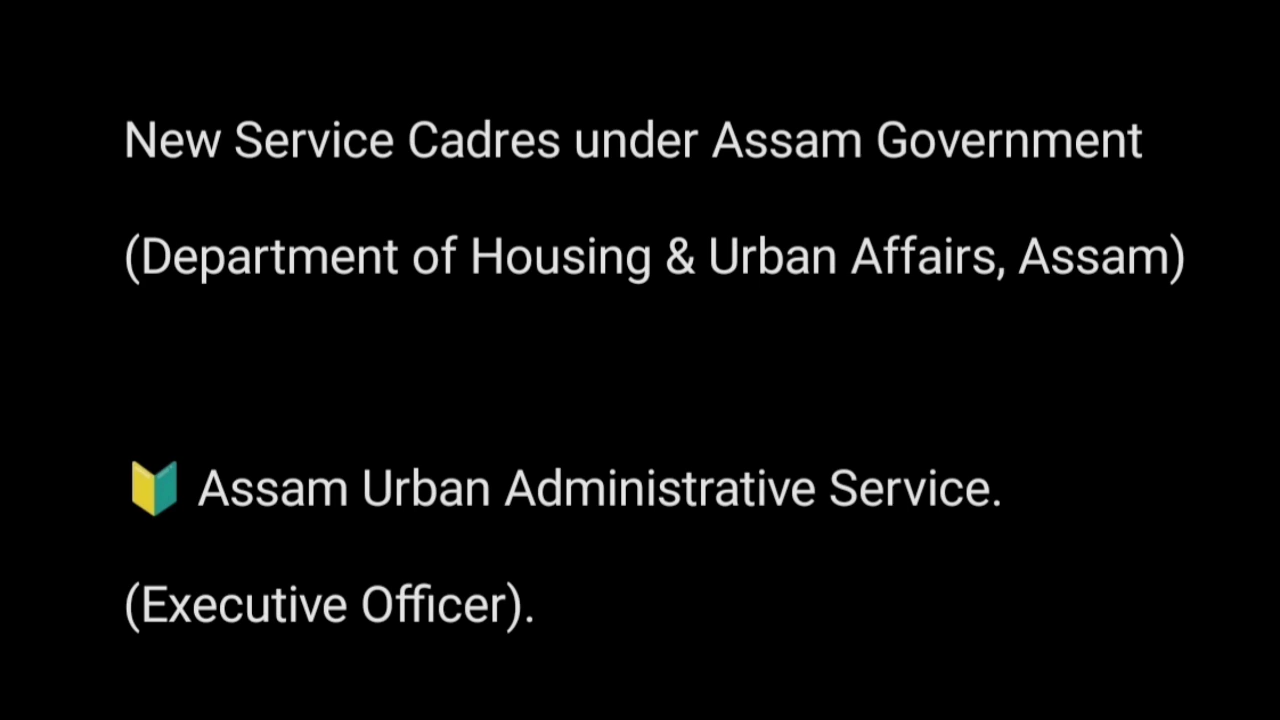 New Service Cadres under Assam Government
(Department of Housing & Urban Affairs, Assam)
🔰 Assam Urban Administrative Service.
(Executive Officer).